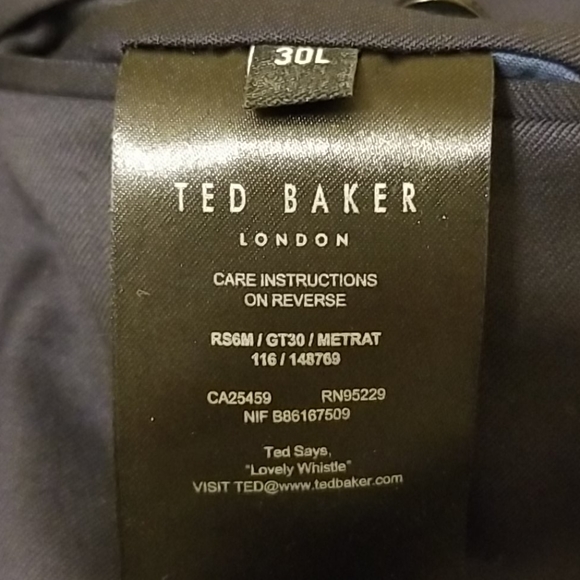 30L
TED BAKER
LONDON
CARE INSTRUCTIONS
ON REVERSE
RS6M / GT30 / METRAT
116 / 148769
CA25459 RN95229
NIF B86167509
Ted Says,
"Lovely Whistle"
VISIT TED@www.tedbaker.com